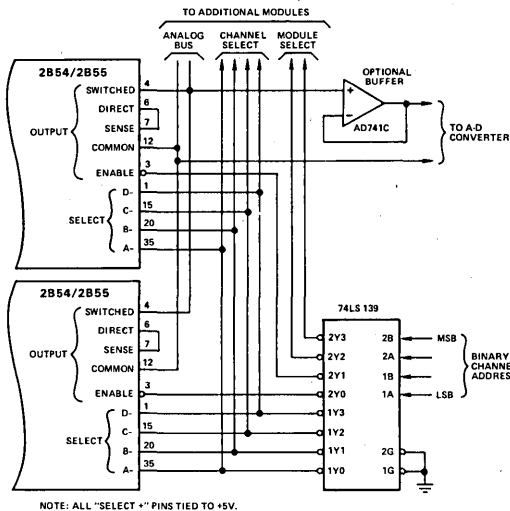 TO ADDITIONAL MODULES
ANALOG BUS
CHANNEL SELECT
MODULE SELECT
2B54/2B55
OUTPUT
SWITCHED 4
DIRECT 6
SENSE 7
COMMON 12
ENABLE 3
SELECT
D- 1
C- 15
B- 20
A- 35
OPTIONAL BUFFER
+
−
AD741C
TO A-D CONVERTER
2B54/2B55
OUTPUT
SWITCHED 4
DIRECT 6
SENSE 7
COMMON 12
ENABLE 3
SELECT
D- 1
C- 15
B- 20
A- 35
74LS 139
2Y3 2B MSB
2Y2 2A
2Y1 1B
2Y0 1A LSB
1Y3
1Y2
1Y1 2G
1Y0 1G
BINARY
CHANNEL
NOTE: ALL "SELECT +" PINS TIED TO +5V.